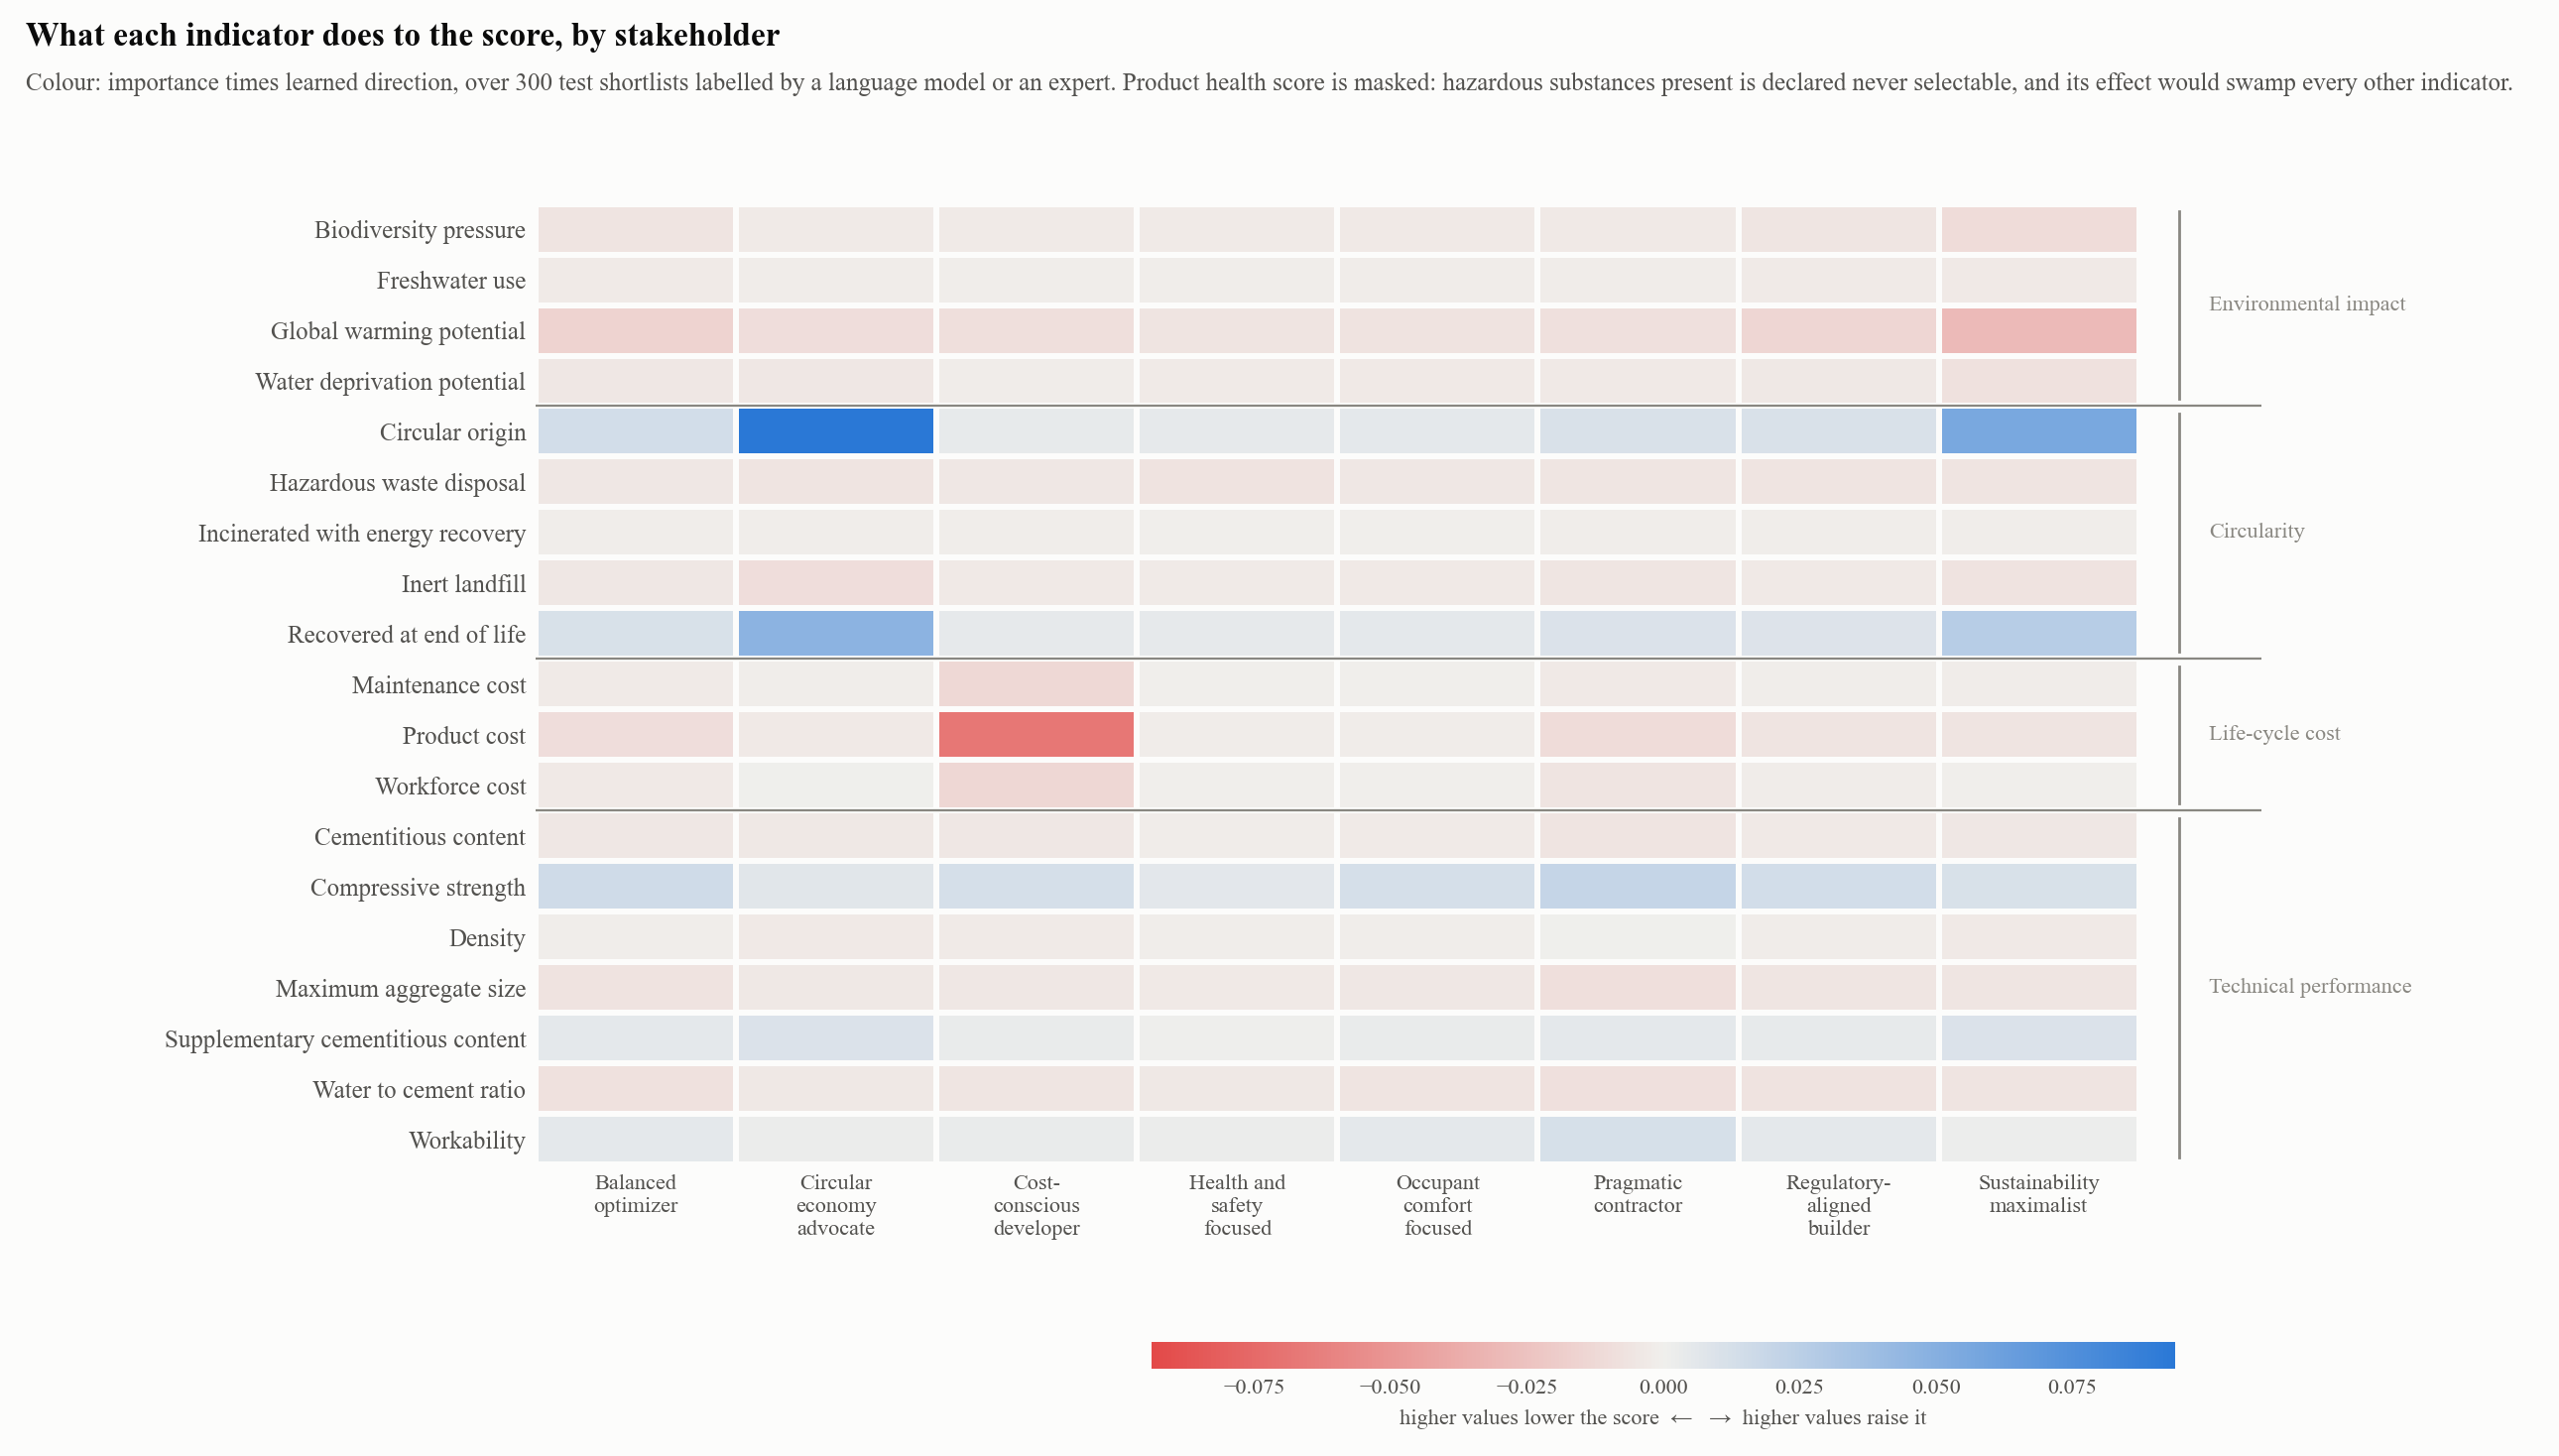 What each indicator does to the score, by stakeholder
Colour: importance times learned direction, over 300 test shortlists labelled by a language model or an expert. Product health score is masked: hazardous substances present is declared never selectable, and its effect would swamp every other indicator.
Biodiversity pressure
Freshwater use
Global warming potential
Water deprivation potential
Environmental impact
Circular origin
Hazardous waste disposal
Incinerated with energy recovery
Inert landfill
Recovered at end of life
Circularity
Maintenance cost
Product cost
Workforce cost
Life-cycle cost
Cementitious content
Compressive strength
Density
Maximum aggregate size
Supplementary cementitious content
Water to cement ratio
Workability
Technical performance
Balanced
optimizer
Circular
economy
advocate
Cost-
conscious
developer
Health and
safety
focused
Occupant
comfort
focused
Pragmatic
contractor
Regulatory-
aligned
builder
Sustainability
maximalist
−0.075 −0.050 −0.025 0.000 0.025 0.050 0.075
higher values lower the score ← → higher values raise it